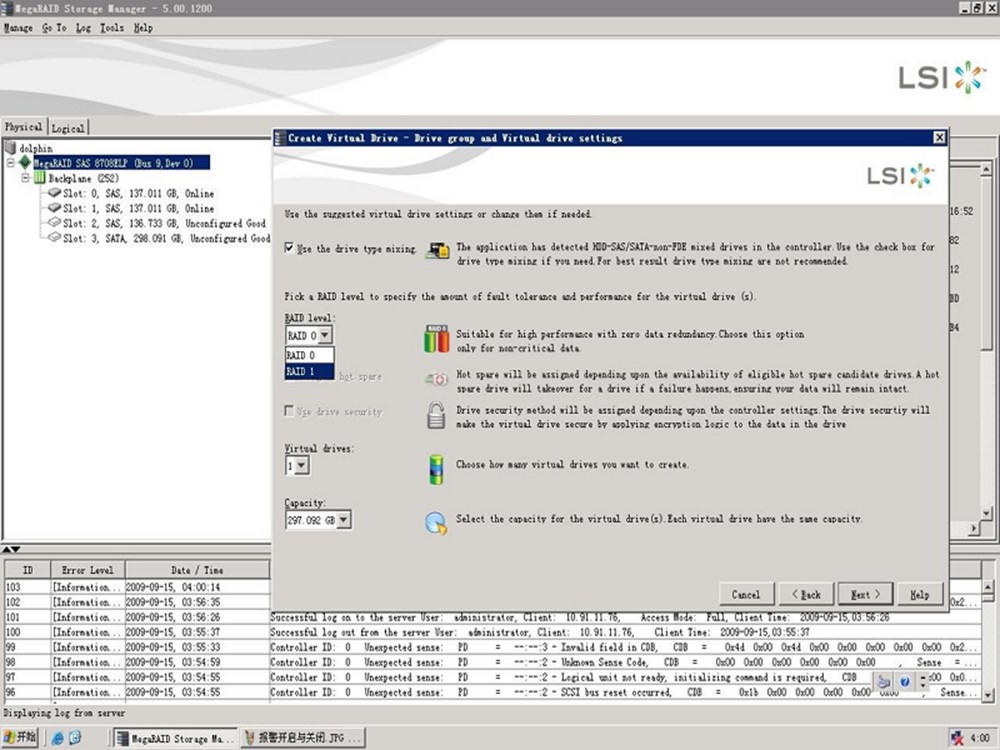 MegaRAID Storage Manager - 5.00.1200
Manage Go To Log Tools Help
LSI
Physical Logical
dolphin
MegaRAID SAS 8708ELP (Bus 9,Dev 0)
Backplane (252)
Slot: 0, SAS, 137.011 GB, Online
Slot: 1, SAS, 137.011 GB, Online
Slot: 2, SAS, 136.733 GB, Unconfigured Good
Slot: 3, SATA, 298.091 GB, Unconfigured Good
Create Virtual Drive - Drive group and Virtual drive settings
LSI
Use the suggested virtual drive settings or change them if needed.
Use the drive type mixing.
The application has detected HDD-SAS/SATA-non-FDE mixed drives in the controller.Use the check box for
drive type mixing if you need.For best result drive type mixing are not recommended.
Pick a RAID level to specify the amount of fault tolerance and performance for the virtual drive (s).
RAID level:
RAID 0
RAID 0
RAID 1
Suitable for high performance with zero data redundancy.Choose this option
only for non-critical data.
hot spare
Hot spare will be assigned depending upon the availability of eligible hot spare candidate drives.A hot
spare drive will takeover for a drive if a failure happens,ensuring your data will remain intact.
Use drive security
Drive security method will be assigned depending upon the controller settings.The drive securtiy will
make the virtual drive secure by applying encryption logic to the data in the drive
Virtual drives:
1
Choose how many virtual drives you want to create.
Capacity:
297.092 GB
Select the capacity for the virtual drive(s).Each virtual drive have the same capacity.
Cancel < Back Next > Help
16:52
82
12
BD
84
ID Error Level Date / Time
103 [Information... 2009-09-15, 04:00:14
102 [Information... 2009-09-15, 03:56:35 0x2...
101 [Information... 2009-09-15, 03:56:26 Successful log on to the server User: administrator, Client: 10.91.11.76, Access Mode: Full, Client Time: 2009-09-15,03:56:26
100 [Information... 2009-09-15, 03:55:37 Successful log out from the server User: administrator, Client: 10.91.11.76, Client Time: 2009-09-15,03:55:37
99 [Information... 2009-09-15, 03:55:33 Controller ID: 0 Unexpected sense: PD = --:--:3 - Invalid field in CDB, CDB = 0x4d 0x00 0x4d 0x00 0x00 0x00 0x00 0x00 0x2...
98 [Information... 2009-09-15, 03:54:59 Controller ID: 0 Unexpected sense: PD = --:--:2 - Unknown Sense Code, CDB = 0x00 0x00 0x00 0x00 0x00 0x00 , Sense = ...
97 [Information... 2009-09-15, 03:54:55 Controller ID: 0 Unexpected sense: PD = --:--:2 - Logical unit not ready, initializing command is required, CDB :00 0x0...
96 [Information... 2009-09-15, 03:54:55 Controller ID: 0 Unexpected sense: PD = --:--:2 - SCSI bus reset occurred, CDB = 0x1b 0x00 0x00 0x00 0x00 , Sense...
Displaying log from server
开始 MegaRAID Storage Ma... 报警开启与关闭.JPG ... 4:00